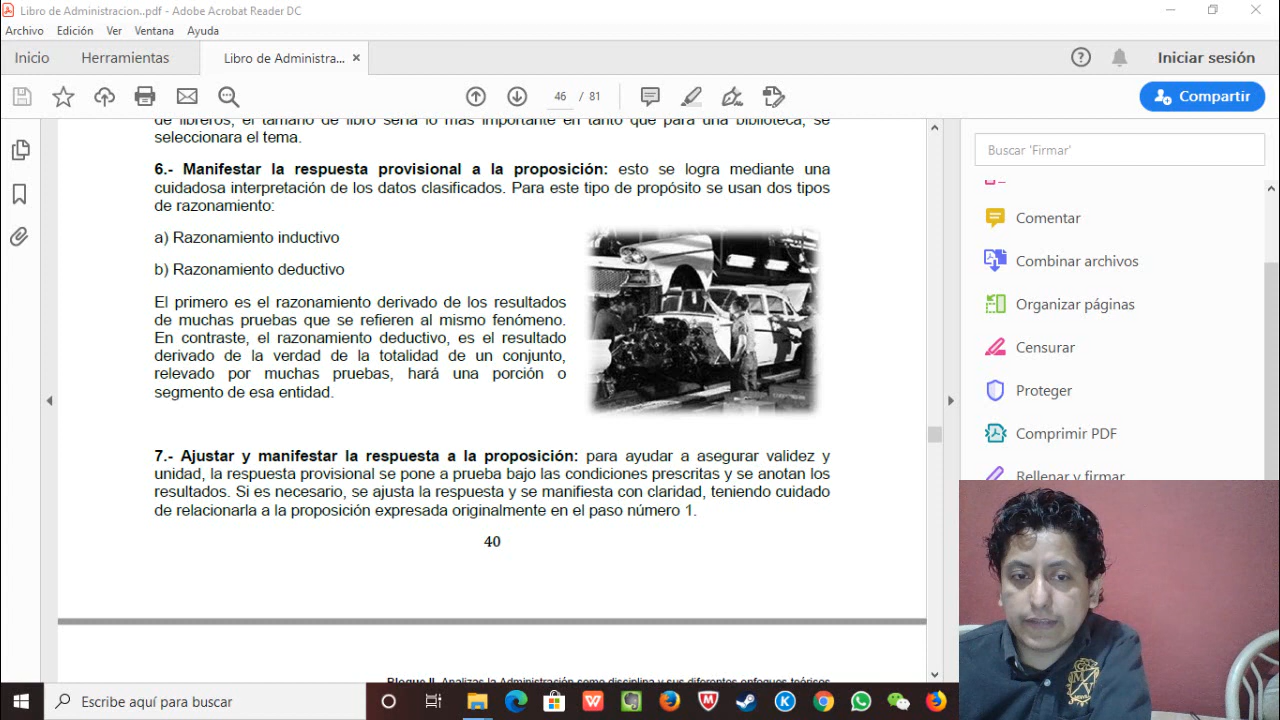 Libro de Administracion..pdf - Adobe Acrobat Reader DC
Archivo Edición Ver Ventana Ayuda
Inicio Herramientas Libro de Administra... Iniciar sesión
46 / 81 Compartir
de libreros, el tamaño de libro sería lo más importante en tanto que para una biblioteca, se
seleccionara el tema.
6.- Manifestar la respuesta provisional a la proposición: esto se logra mediante una
cuidadosa interpretación de los datos clasificados. Para este tipo de propósito se usan dos tipos
de razonamiento:
a) Razonamiento inductivo
b) Razonamiento deductivo
El primero es el razonamiento derivado de los resultados
de muchas pruebas que se refieren al mismo fenómeno.
En contraste, el razonamiento deductivo, es el resultado
derivado de la verdad de la totalidad de un conjunto,
relevado por muchas pruebas, hará una porción o
segmento de esa entidad.
7.- Ajustar y manifestar la respuesta a la proposición: para ayudar a asegurar validez y
unidad, la respuesta provisional se pone a prueba bajo las condiciones prescritas y se anotan los
resultados. Si es necesario, se ajusta la respuesta y se manifiesta con claridad, teniendo cuidado
de relacionarla a la proposición expresada originalmente en el paso número 1.
40
Bloque II. Analizas la Administración como disciplina y sus diferentes enfoques teóricos
Buscar 'Firmar'
Comentar
Combinar archivos
Organizar páginas
Censurar
Proteger
Comprimir PDF
Rellenar y firmar
Escribe aquí para buscar